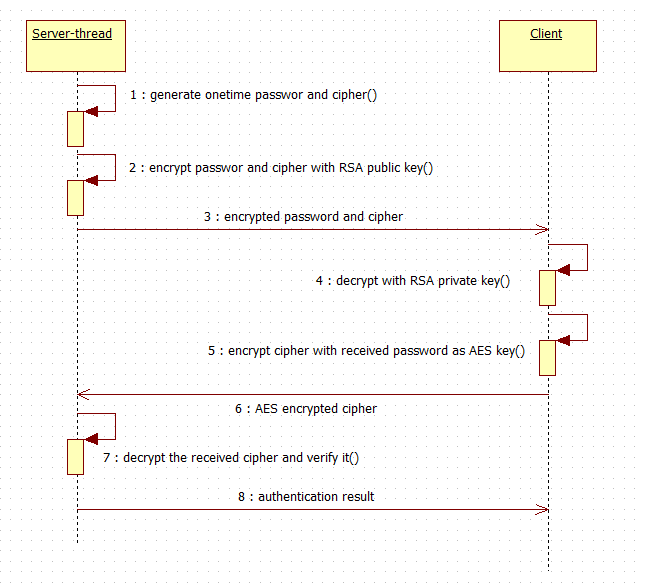 Server-thread
Client
1 : generate onetime passwor and cipher()
2 : encrypt passwor and cipher with RSA public key()
3 : encrypted password and cipher
4 : decrypt with RSA private key()
5 : encrypt cipher with received password as AES key()
6 : AES encrypted cipher
7 : decrypt the received cipher and verify it()
8 : authentication result